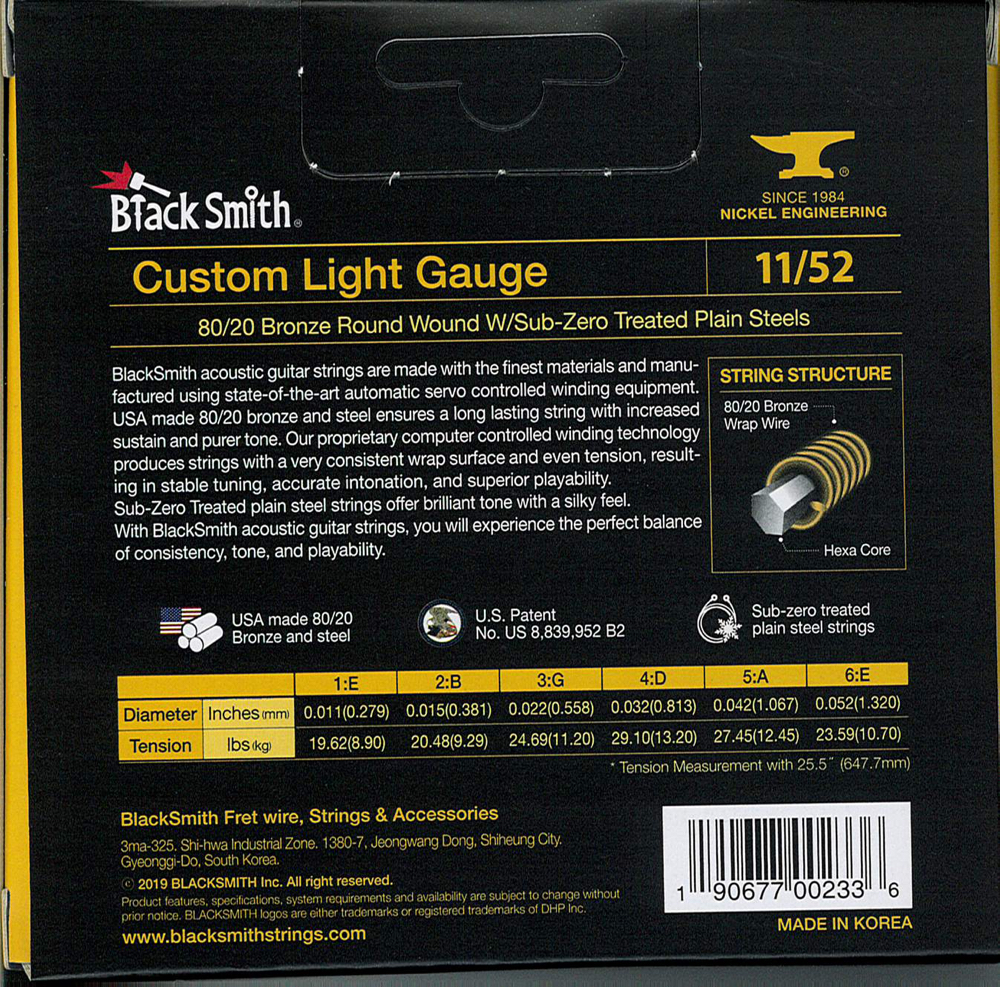 Black Smith®
®
SINCE 1984
NICKEL ENGINEERING
Custom Light Gauge
11/52
80/20 Bronze Round Wound W/Sub-Zero Treated Plain Steels
BlackSmith acoustic guitar strings are made with the finest materials and manu-
factured using state-of-the-art automatic servo controlled winding equipment.
USA made 80/20 bronze and steel ensures a long lasting string with increased
sustain and purer tone. Our proprietary computer controlled winding technology
produces strings with a very consistent wrap surface and even tension, result-
ing in stable tuning, accurate intonation, and superior playability.
Sub-Zero Treated plain steel strings offer brilliant tone with a silky feel.
With BlackSmith acoustic guitar strings, you will experience the perfect balance
of consistency, tone, and playability.
STRING STRUCTURE
80/20 Bronze
Wrap Wire
Hexa Core
USA made 80/20
Bronze and steel
U.S. Patent
No. US 8,839,952 B2
Sub-zero treated
plain steel strings
1:E 2:B 3:G 4:D 5:A 6:E
Diameter Inches (mm) 0.011(0.279) 0.015(0.381) 0.022(0.558) 0.032(0.813) 0.042(1.067) 0.052(1.320)
Tension lbs (kg) 19.62(8.90) 20.48(9.29) 24.69(11.20) 29.10(13.20) 27.45(12.45) 23.59(10.70)
* Tension Measurement with 25.5˝ (647.7mm)
BlackSmith Fret wire, Strings & Accessories
3ma-325. Shi-hwa Industrial Zone. 1380-7, Jeongwang Dong, Shiheung City.
Gyeonggi-Do, South Korea.
© 2019 BLACKSMITH Inc. All right reserved.
Product features, specifications, system requirements and availability are subject to change without
prior notice. BLACKSMITH logos are either trademarks or registered trademarks of DHP Inc.
www.blacksmithstrings.com
1 90677 00233 6
MADE IN KOREA